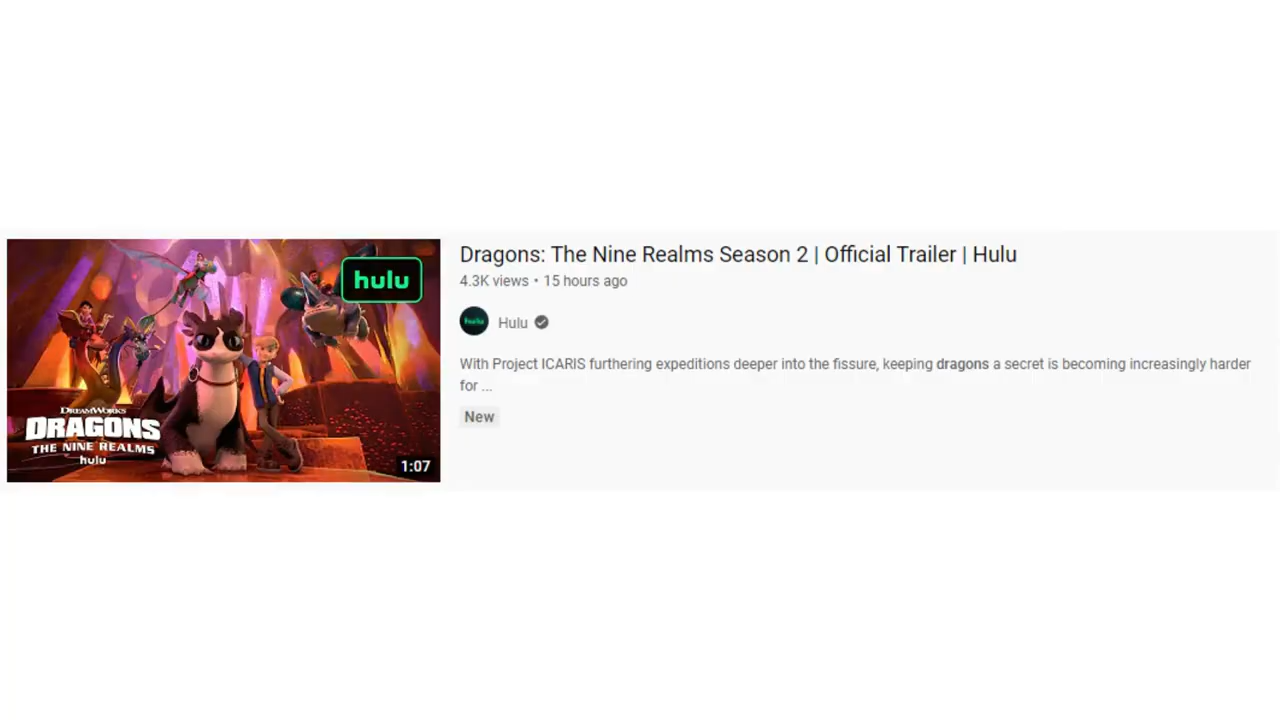 hulu
DREAMWORKS
DRAGONS
THE NINE REALMS
hulu
1:07
Dragons: The Nine Realms Season 2 | Official Trailer | Hulu
4.3K views • 15 hours ago
hulu
Hulu
With Project ICARIS furthering expeditions deeper into the fissure, keeping dragons a secret is becoming increasingly harder
for ...
New